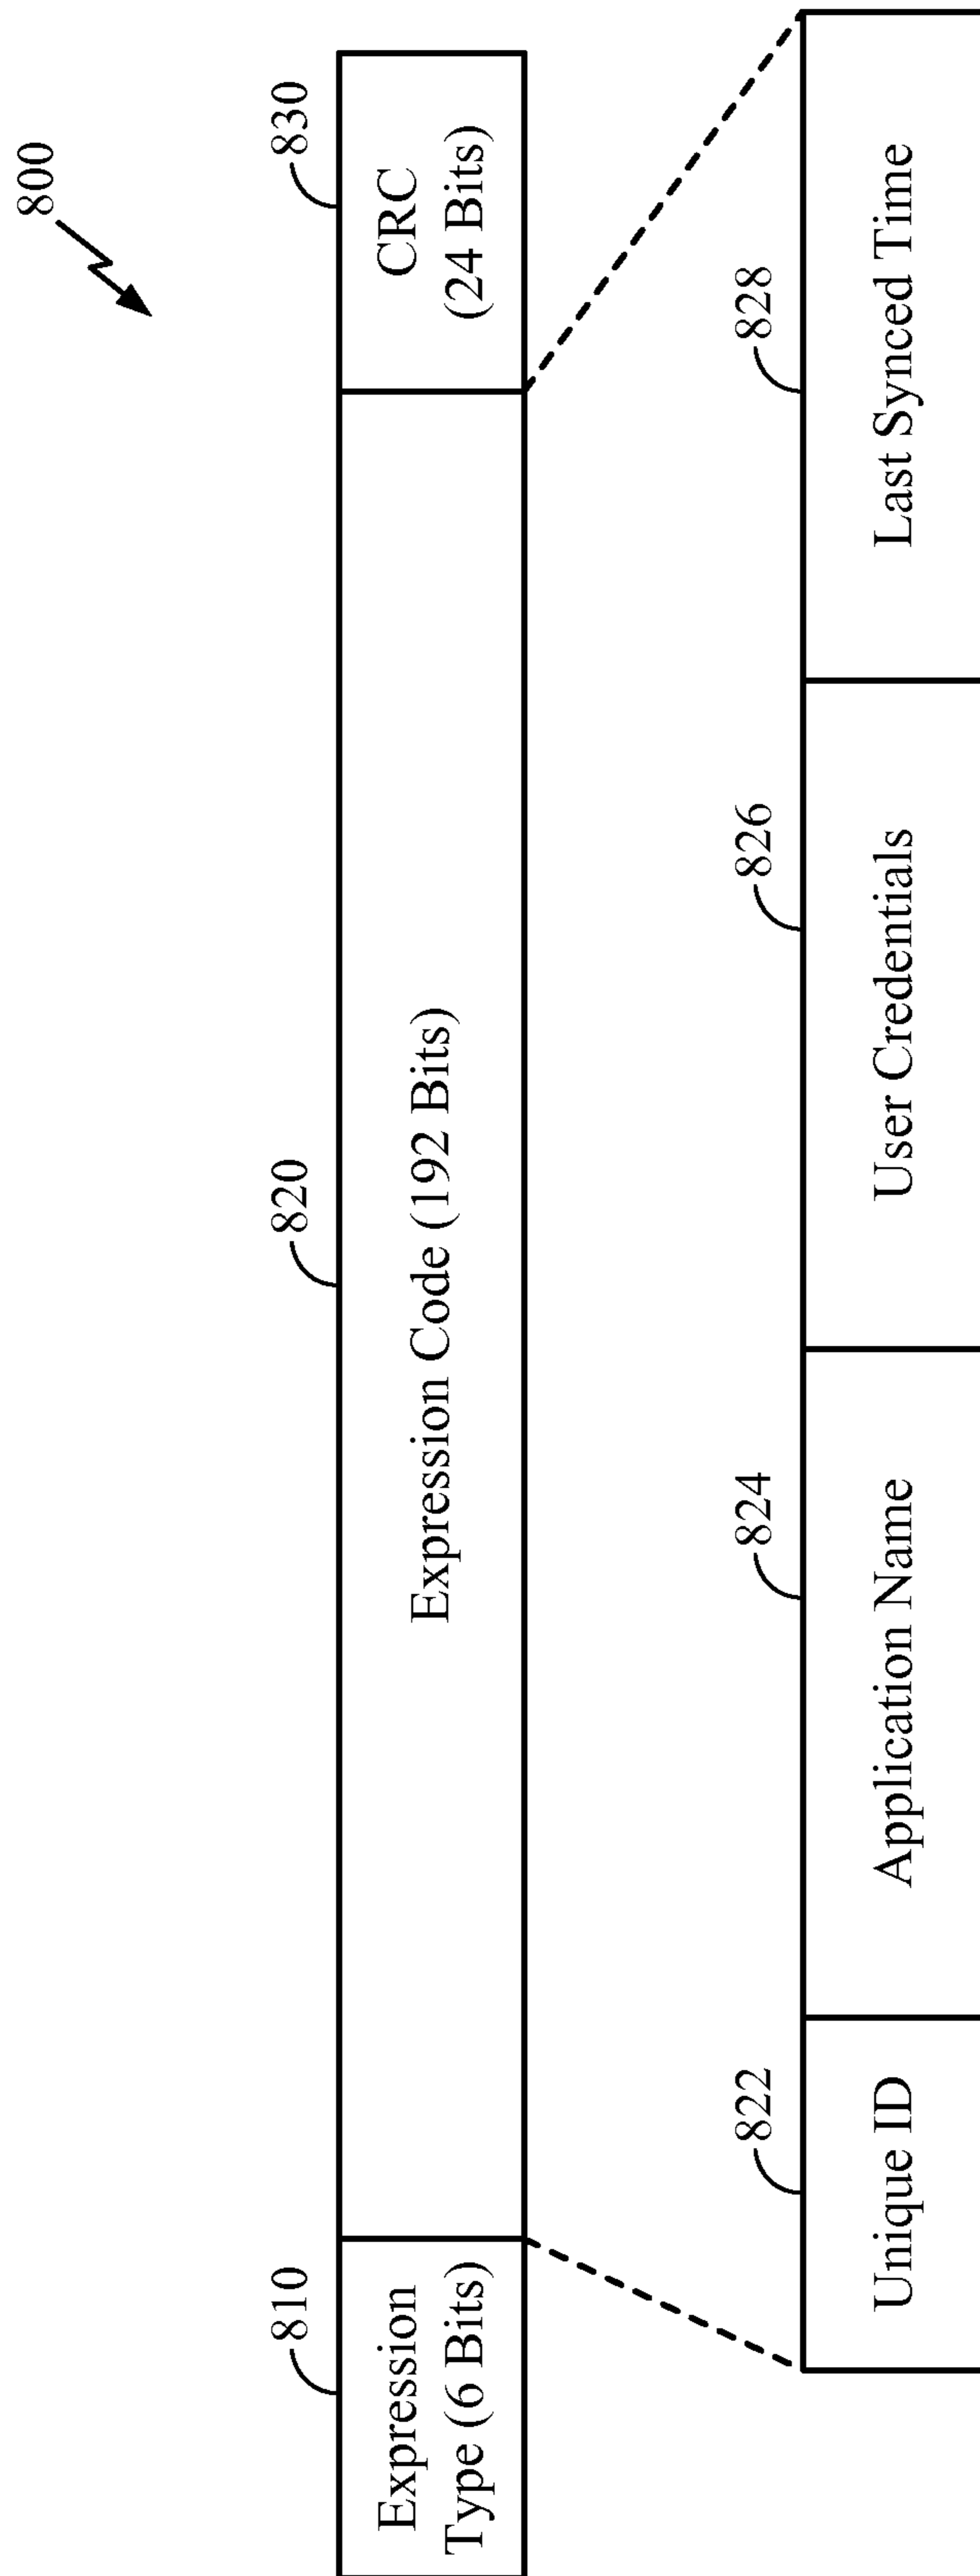 800
810
820
830
Expression
Type (6 Bits)
Expression Code (192 Bits)
CRC
(24 Bits)
822
824
826
828
Unique ID
Application Name
User Credentials
Last Synced Time